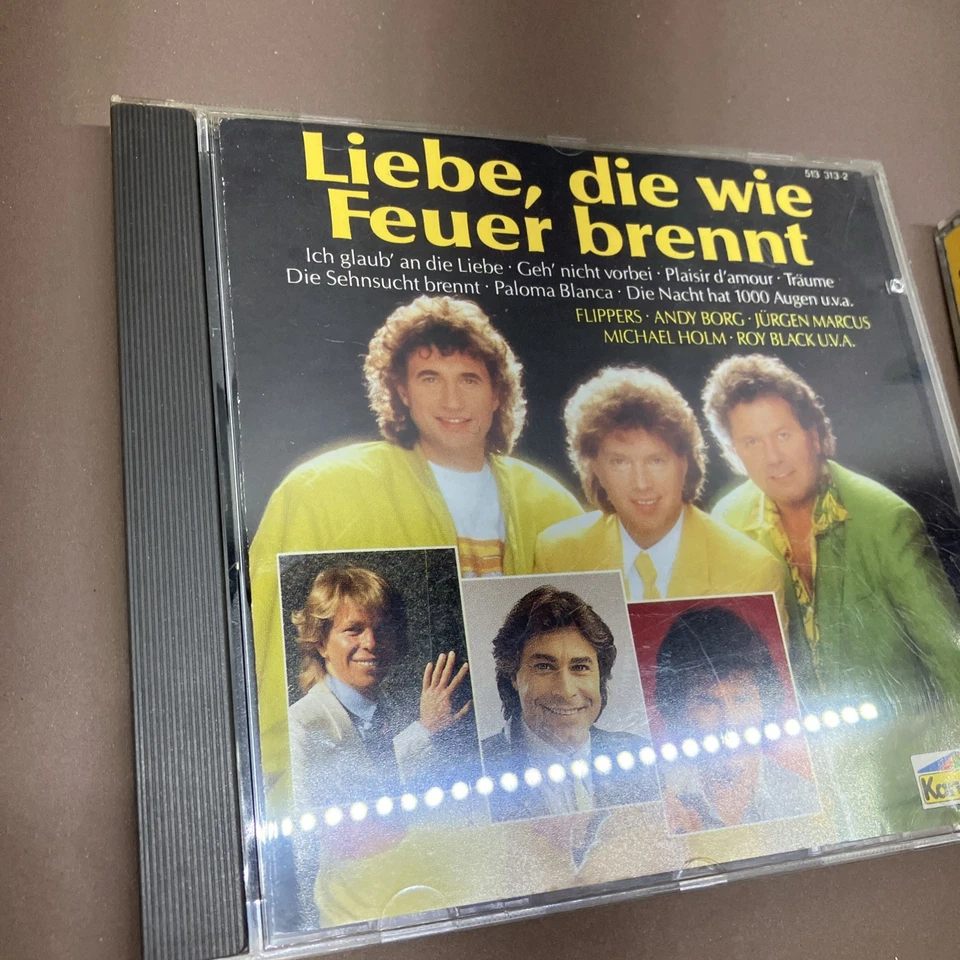 513 313-2
Liebe, die wie
Feuer brennt
Ich glaub' an die Liebe · Geh' nicht vorbei · Plaisir d'amour · Träume
Die Sehnsucht brennt · Paloma Blanca · Die Nacht hat 1000 Augen u.v.a.
FLIPPERS · ANDY BORG · JÜRGEN MARCUS
MICHAEL HOLM · ROY BLACK U.V.A.